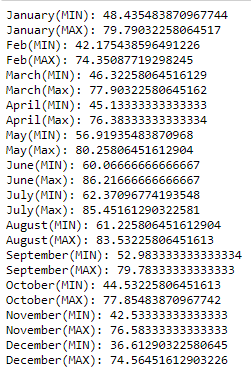 January(MIN): 48.435483870967744
January(MAX): 79.79032258064517
Feb(MIN): 42.175438596491226
Feb(MAX): 74.35087719298245
March(MIN): 46.32258064516129
March(MAX): 77.90322580645162
April(MIN): 45.13333333333333
April(MAX): 76.38333333333334
May(MIN): 56.91935483870968
May(Max): 80.25806451612904
June(MIN): 60.06666666666667
June(Max): 86.21666666666667
July(MIN): 62.37096774193548
July(Max): 85.45161290322581
August(MIN): 61.225806451612904
August(MAX): 83.53225806451613
September(MIN): 52.983333333333334
September(MAX): 79.78333333333333
October(MIN): 44.53225806451613
October(MAX): 77.85483870967742
November(MIN): 42.53333333333333
November(MAX): 76.58333333333333
December(MIN): 36.61290322580645
December(MAX): 74.56451612903226